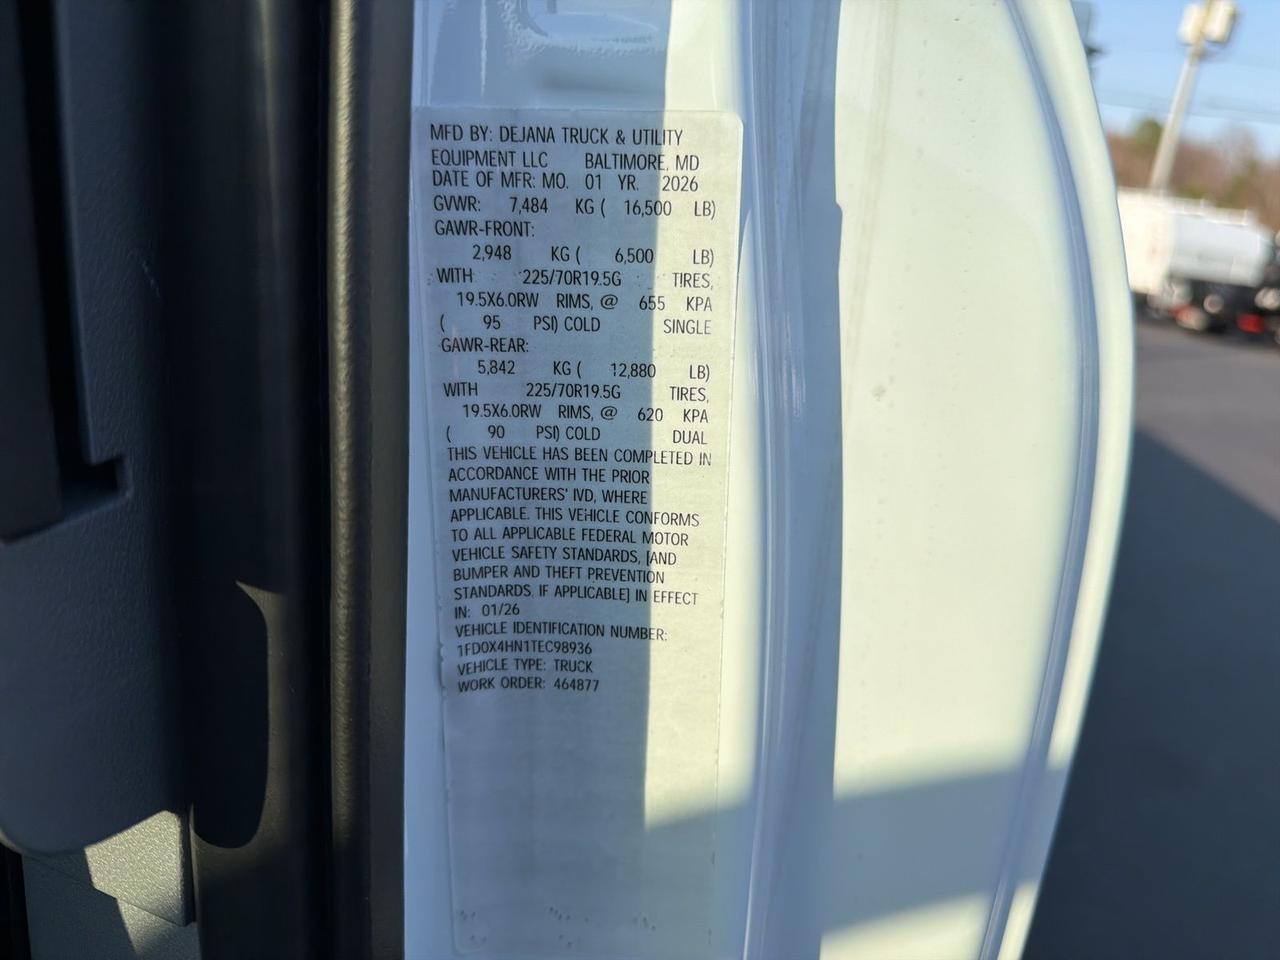 MFD BY: DEJANA TRUCK & UTILITY
EQUIPMENT LLC BALTIMORE, MD
DATE OF MFR: MO. 01 YR. 2026
GVWR: 7,484 KG ( 16,500 LB)
GAWR-FRONT:
2,948 KG ( 6,500 LB)
WITH 225/70R19.5G TIRES,
19.5X6.0RW RIMS, @ 655 KPA
( 95 PSI) COLD SINGLE
GAWR-REAR:
5,842 KG ( 12,880 LB)
WITH 225/70R19.5G TIRES,
19.5X6.0RW RIMS, @ 620 KPA
( 90 PSI) COLD DUAL
THIS VEHICLE HAS BEEN COMPLETED IN
ACCORDANCE WITH THE PRIOR
MANUFACTURERS' IVD, WHERE
APPLICABLE. THIS VEHICLE CONFORMS
TO ALL APPLICABLE FEDERAL MOTOR
VEHICLE SAFETY STANDARDS, [AND
BUMPER AND THEFT PREVENTION
STANDARDS, IF APPLICABLE] IN EFFECT
IN: 01/26
VEHICLE IDENTIFICATION NUMBER:
1FD0X4HN1TEC98936
VEHICLE TYPE: TRUCK
WORK ORDER: 464877